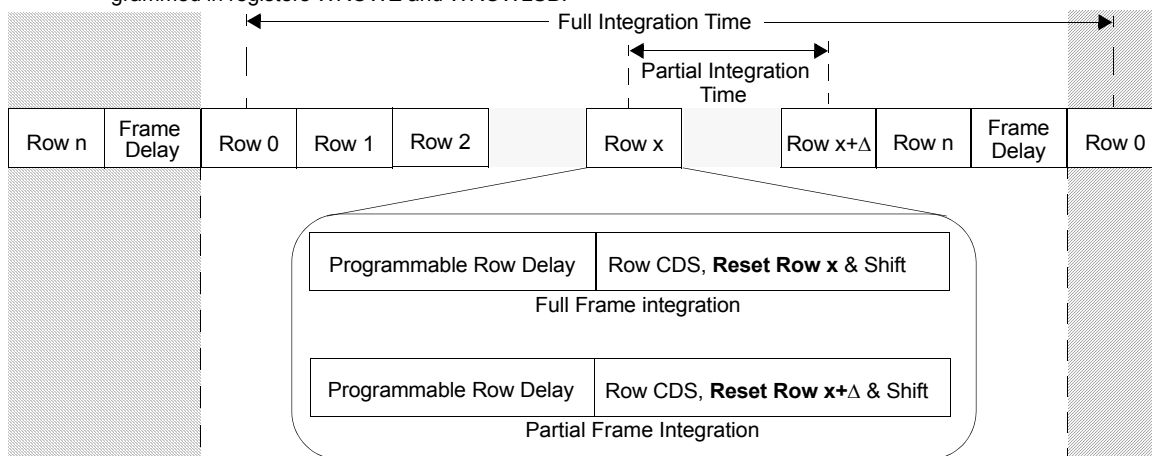 Full Integration Time
Partial Integration
Time
Row n
Frame
Delay
Row 0
Row 1
Row 2
Row x
Row x+Δ
Row n
Frame
Delay
Row 0
Programmable Row Delay
Row CDS, Reset Row x & Shift
Full Frame integration
Programmable Row Delay
Row CDS, Reset Row x+Δ & Shift
Partial Frame Integration